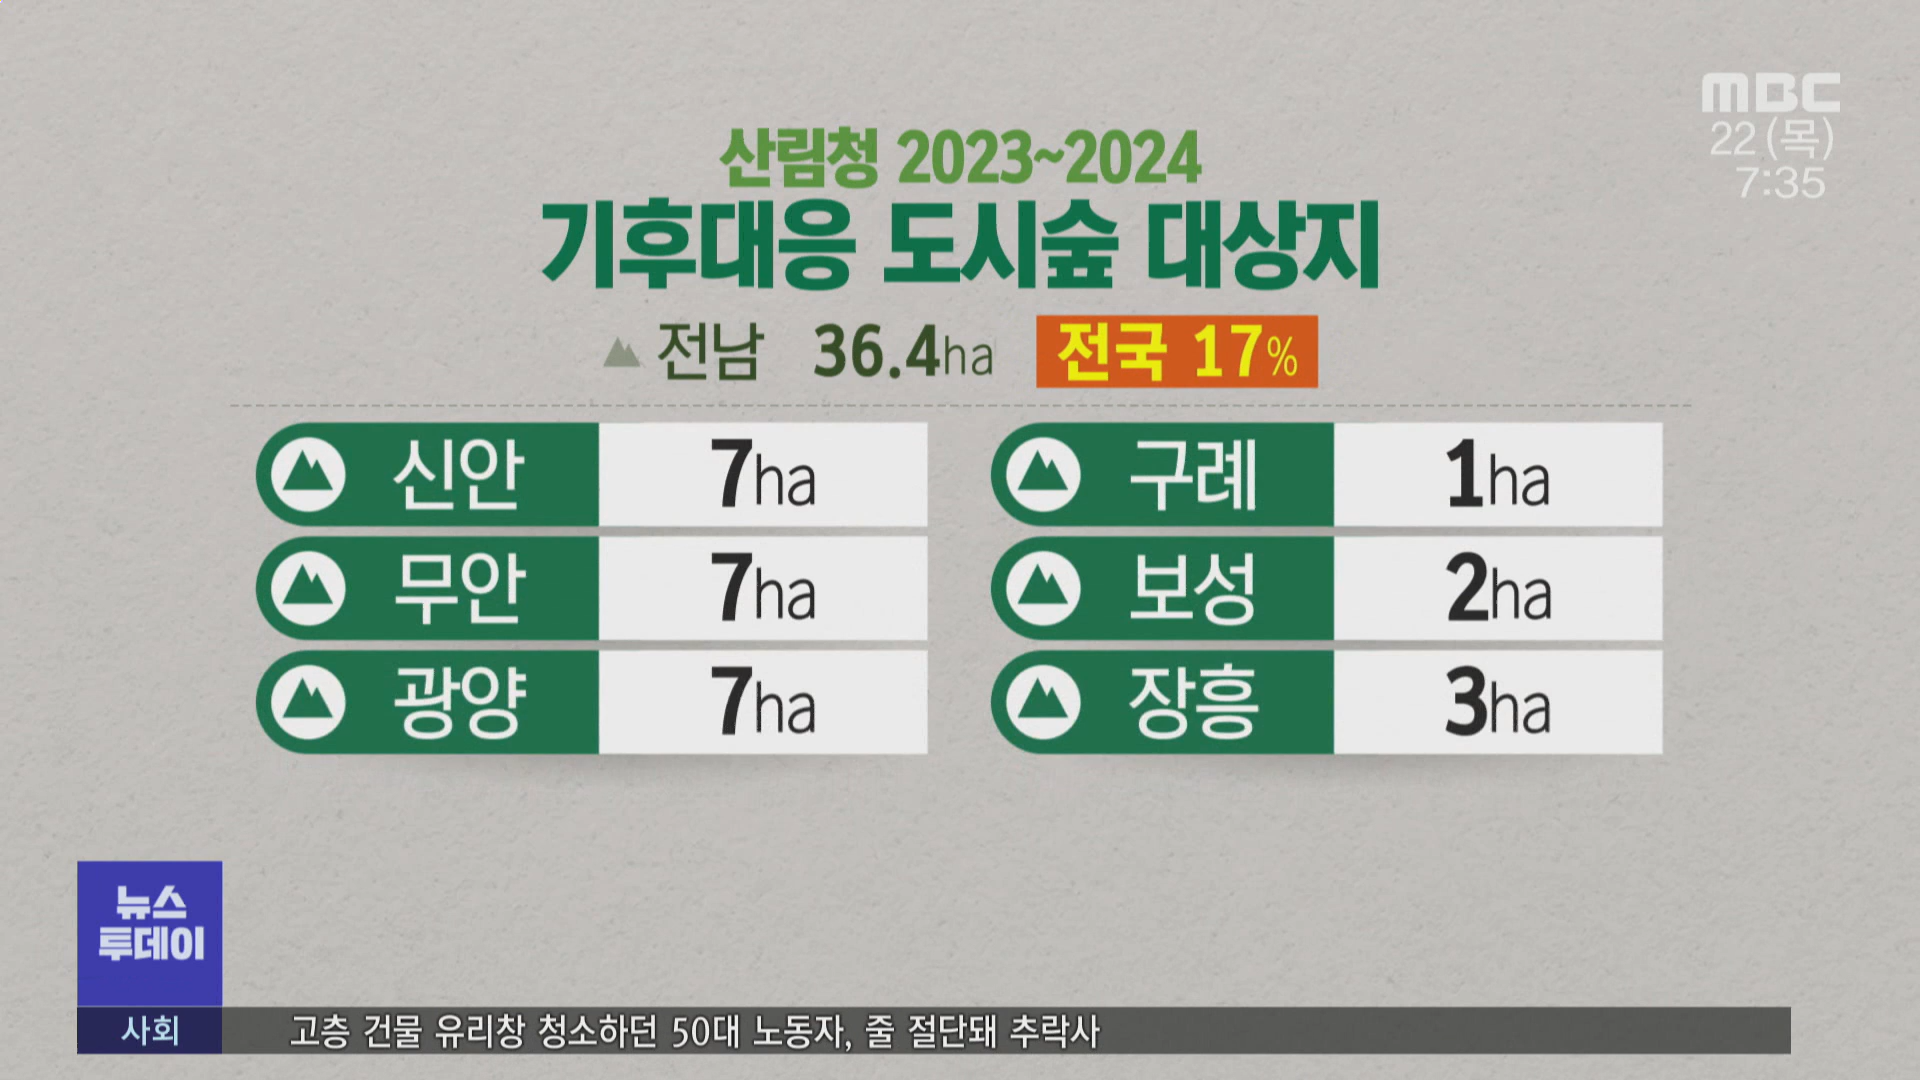 MBC
22(목)
7:35
산림청 2023~2024
기후대응 도시숲 대상지
전남 36.4ha 전국 17%
신안 7ha 구례 1ha
무안 7ha 보성 2ha
광양 7ha 장흥 3ha
뉴스
투데이
사회 고층 건물 유리창 청소하던 50대 노동자, 줄 절단돼 추락사